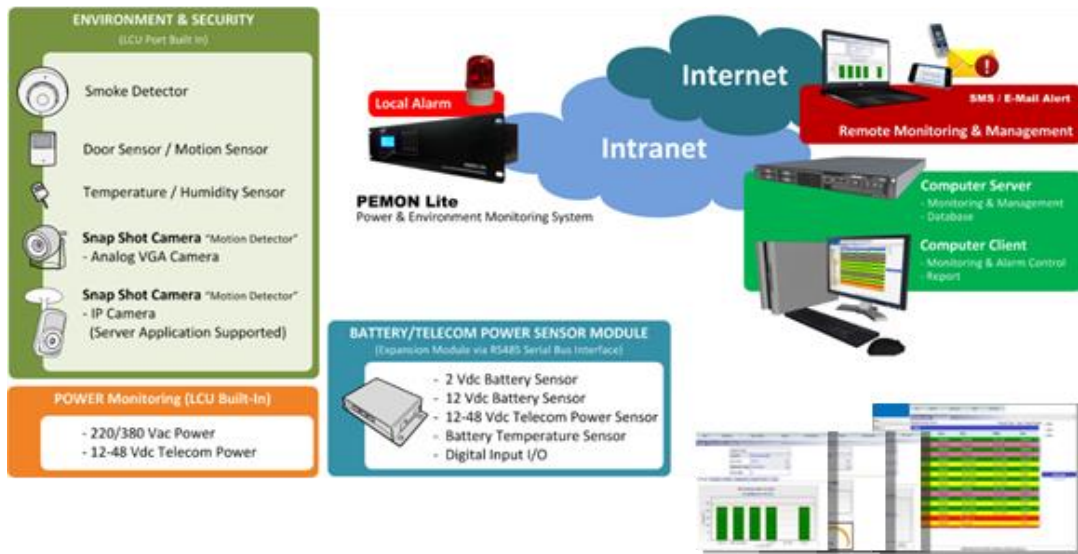 ENVIRONMENT & SECURITY
(LCU Port Built In)
Smoke Detector
Door Sensor / Motion Sensor
Temperature / Humidity Sensor
Snap Shot Camera "Motion Detector"
- Analog VGA Camera
Snap Shot Camera "Motion Detector"
- IP Camera
(Server Application Supported)
POWER Monitoring (LCU Built-In)
- 220/380 Vac Power
- 12-48 Vdc Telecom Power
Local Alarm
PEMON Lite
Power & Environment Monitoring System
Internet
Intranet
SMS / E-Mail Alert
Remote Monitoring & Management
Computer Server
- Monitoring & Management
- Database
Computer Client
- Monitoring & Alarm Control
- Report
BATTERY/TELECOM POWER SENSOR MODULE
(Expansion Module via RS485 Serial Bus Interface)
- 2 Vdc Battery Sensor
- 12 Vdc Battery Sensor
- 12-48 Vdc Telecom Power Sensor
- Battery Temperature Sensor
- Digital Input I/O